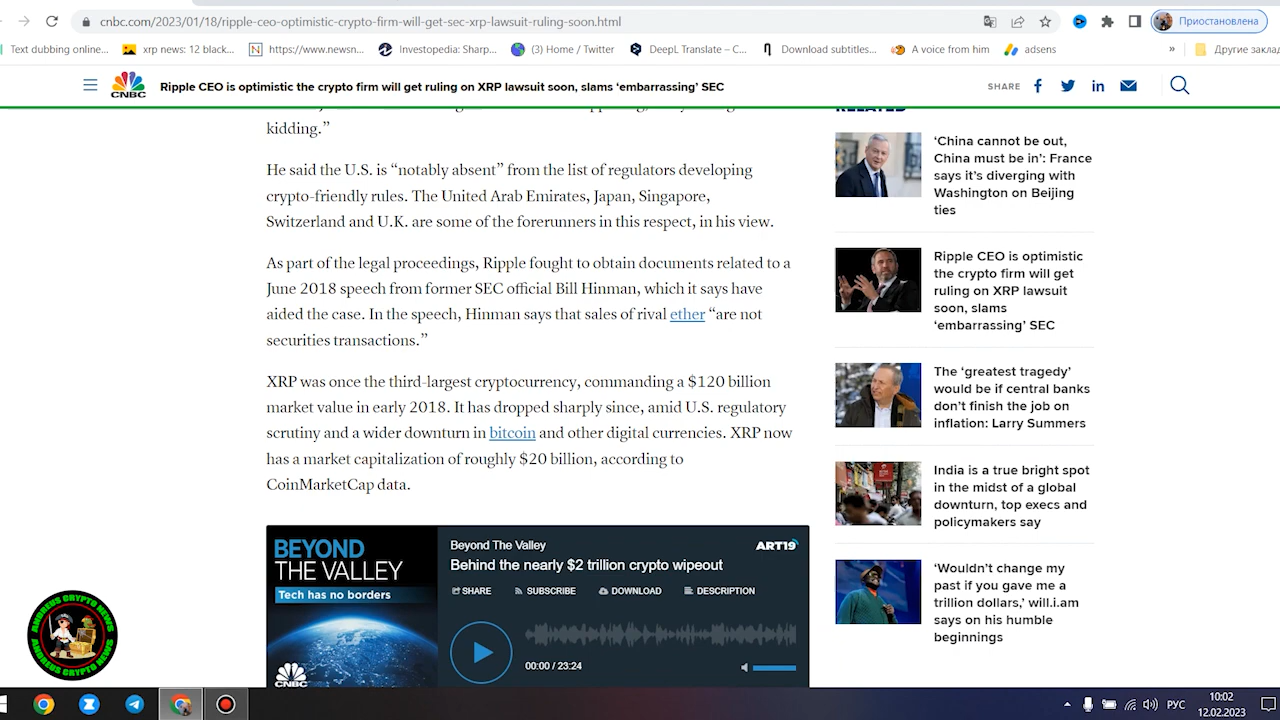 cnbc.com/2023/01/18/ripple-ceo-optimistic-crypto-firm-will-get-sec-xrp-lawsuit-ruling-soon.html
Приостановлена
Text dubbing online...
xrp news: 12 black...
https://www.newsn...
Investopedia: Sharp...
(3) Home / Twitter
DeepL Translate – C...
Download subtitles...
A voice from him
adsens
»
Другие заклад
CNBC
Ripple CEO is optimistic the crypto firm will get ruling on XRP lawsuit soon, slams ‘embarrassing’ SEC
SHARE
kidding.”
He said the U.S. is “notably absent” from the list of regulators developing
crypto-friendly rules. The United Arab Emirates, Japan, Singapore,
Switzerland and U.K. are some of the forerunners in this respect, in his view.
As part of the legal proceedings, Ripple fought to obtain documents related to a
June 2018 speech from former SEC official Bill Hinman, which it says have
aided the case. In the speech, Hinman says that sales of rival ether “are not
securities transactions.”
XRP was once the third-largest cryptocurrency, commanding a $120 billion
market value in early 2018. It has dropped sharply since, amid U.S. regulatory
scrutiny and a wider downturn in bitcoin and other digital currencies. XRP now
has a market capitalization of roughly $20 billion, according to
CoinMarketCap data.
BEYOND
THE VALLEY
Tech has no borders
CNBC
Beyond The Valley
ART19
Behind the nearly $2 trillion crypto wipeout
SHARE
SUBSCRIBE
DOWNLOAD
DESCRIPTION
00:00 / 23:24
RELATED
‘China cannot be out,
China must be in’: France
says it’s diverging with
Washington on Beijing
ties
Ripple CEO is optimistic
the crypto firm will get
ruling on XRP lawsuit
soon, slams
‘embarrassing’ SEC
The ‘greatest tragedy’
would be if central banks
don’t finish the job on
inflation: Larry Summers
India is a true bright spot
in the midst of a global
downturn, top execs and
policymakers say
‘Wouldn’t change my
past if you gave me a
trillion dollars,’ will.i.am
says on his humble
beginnings
ANDREUS CRYPTO NEWS
ANDREUS CRYPTO NEWS
РУС
10:02
12.02.2023